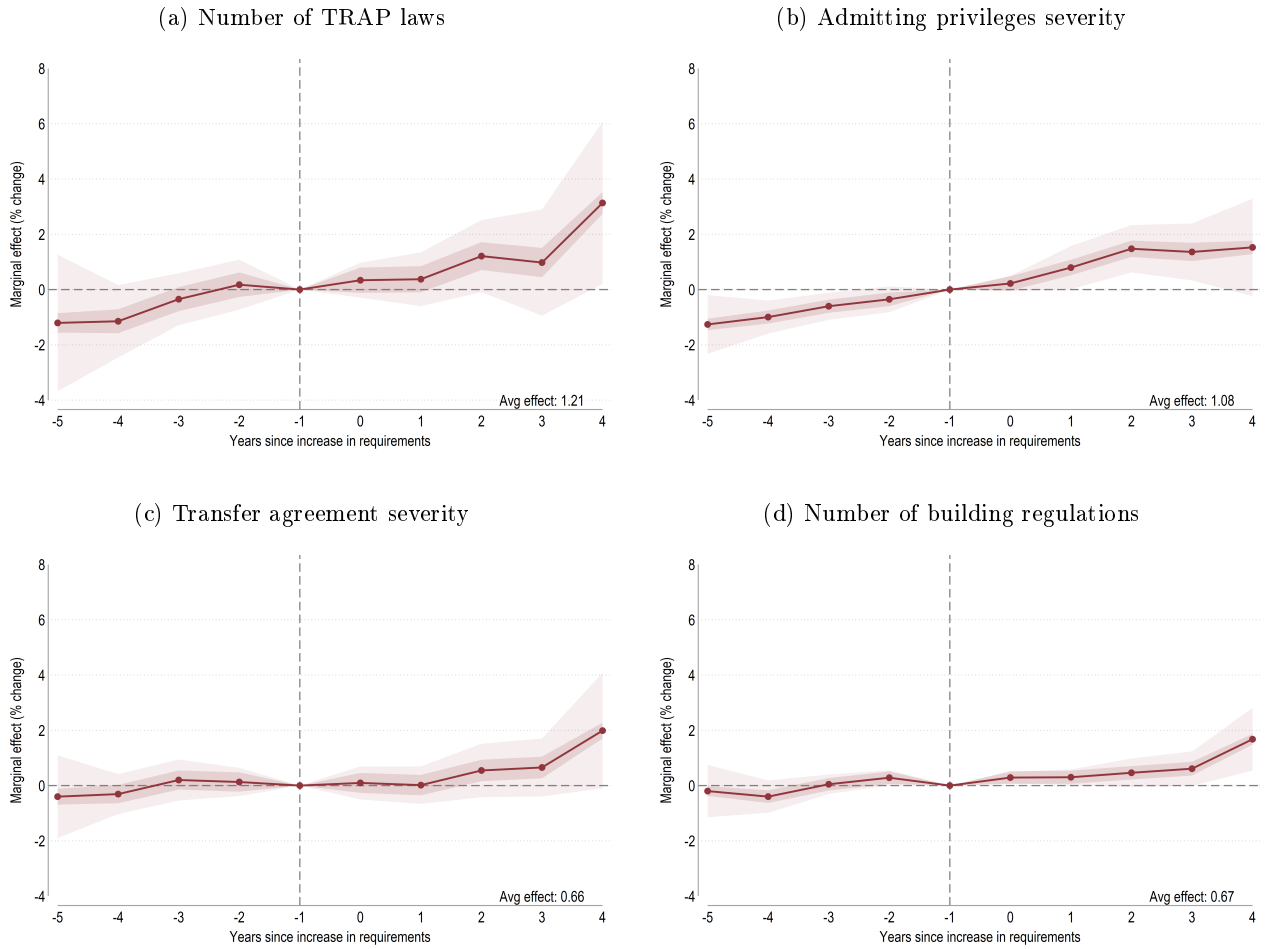 (a) Number of TRAP laws
8
6
4
2
0
-2
-4
Marginal effect (% change)
Avg effect: 1.21
-5 -4 -3 -2 -1 0 1 2 3 4
Years since increase in requirements
(b) Admitting privileges severity
8
6
4
2
0
-2
-4
Marginal effect (% change)
Avg effect: 1.08
-5 -4 -3 -2 -1 0 1 2 3 4
Years since increase in requirements
(c) Transfer agreement severity
8
6
4
2
0
-2
-4
Marginal effect (% change)
Avg effect: 0.66
-5 -4 -3 -2 -1 0 1 2 3 4
Years since increase in requirements
(d) Number of building regulations
8
6
4
2
0
-2
-4
Marginal effect (% change)
Avg effect: 0.67
-5 -4 -3 -2 -1 0 1 2 3 4
Years since increase in requirements